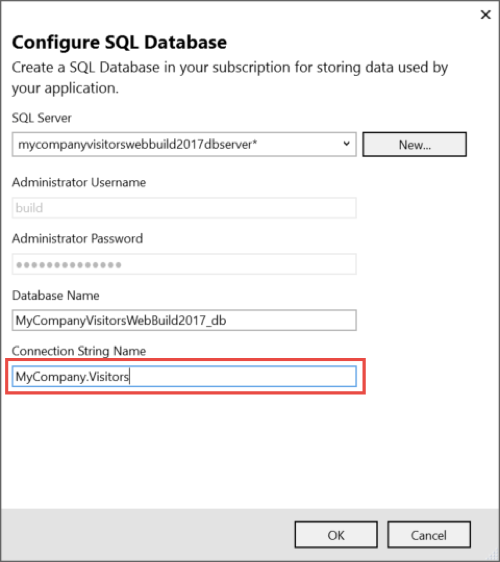 Configure SQL Database
Create a SQL Database in your subscription for storing data used by
your application.
SQL Server
mycompanyvisitorswebbuild2017dbserver*
New...
Administrator Username
build
Administrator Password
●●●●●●●●●●●●●●
Database Name
MyCompanyVisitorsWebBuild2017_db
Connection String Name
MyCompany.Visitors
OK
Cancel